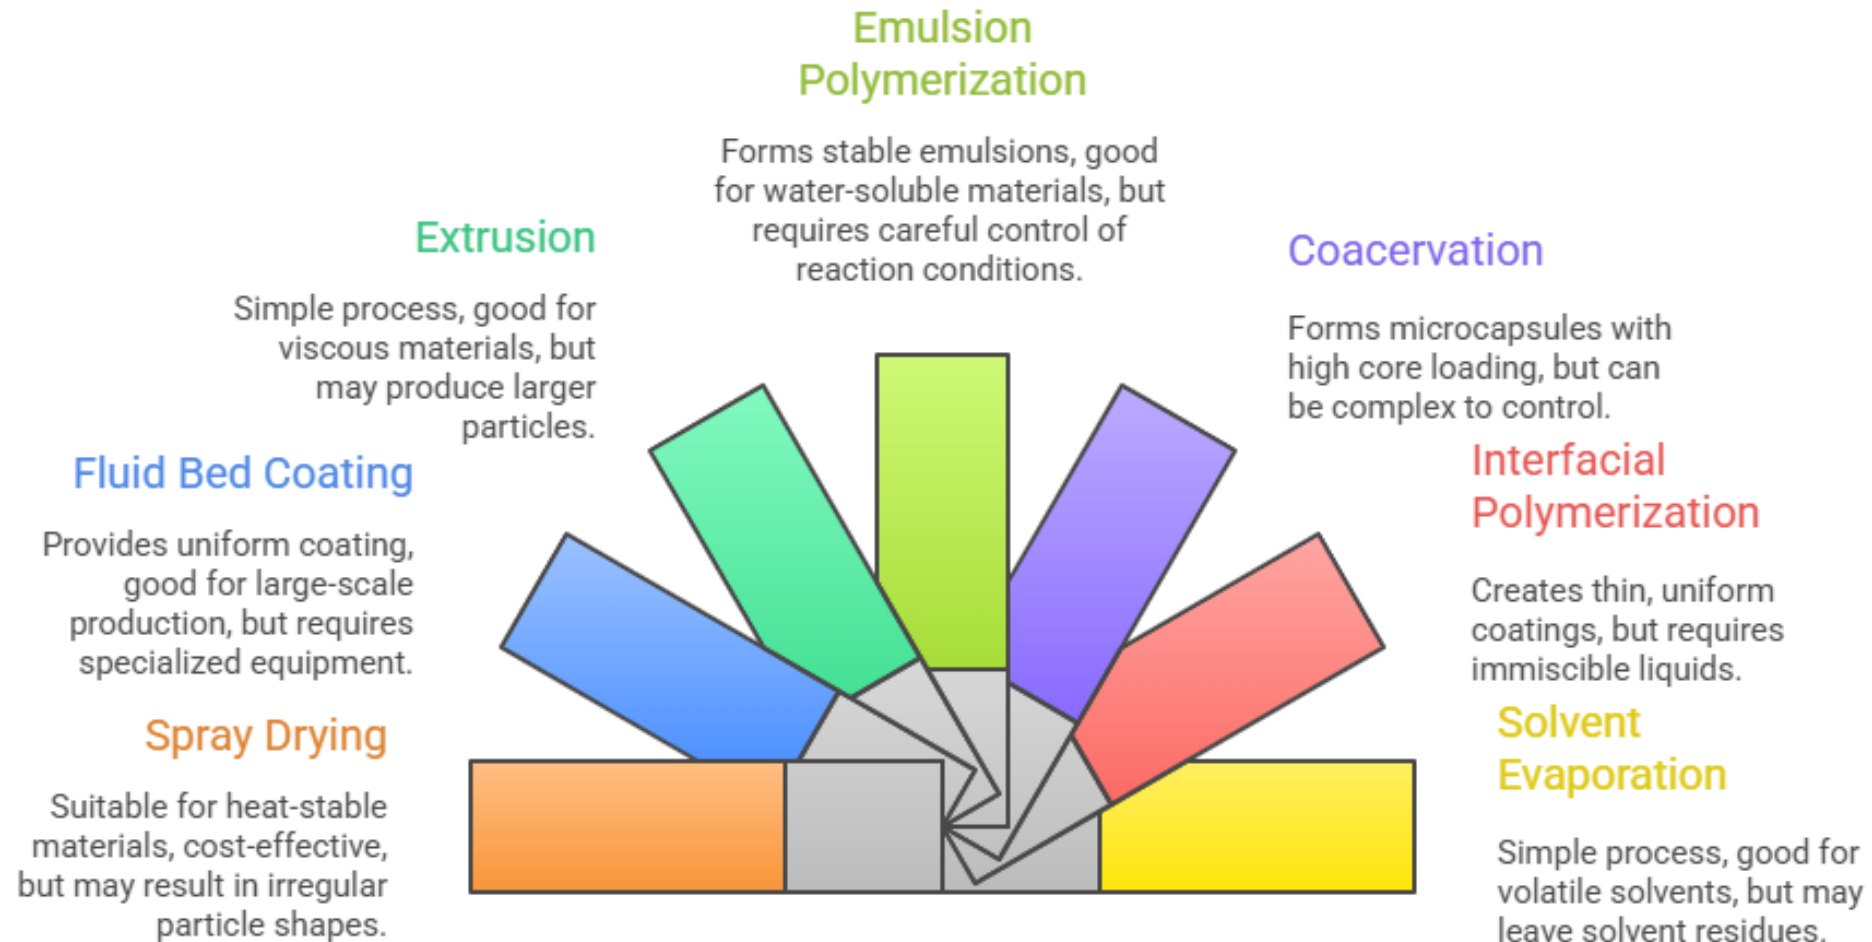 Emulsion
Polymerization
Forms stable emulsions, good
for water-soluble materials, but
requires careful control of
reaction conditions.
Extrusion
Simple process, good for
viscous materials, but
may produce larger
particles.
Coacervation
Forms microcapsules with
high core loading, but can
be complex to control.
Fluid Bed Coating
Provides uniform coating,
good for large-scale
production, but requires
specialized equipment.
Interfacial
Polymerization
Creates thin, uniform
coatings, but requires
immiscible liquids.
Spray Drying
Suitable for heat-stable
materials, cost-effective,
but may result in irregular
particle shapes.
Solvent
Evaporation
Simple process, good for
volatile solvents, but may
leave solvent residues.